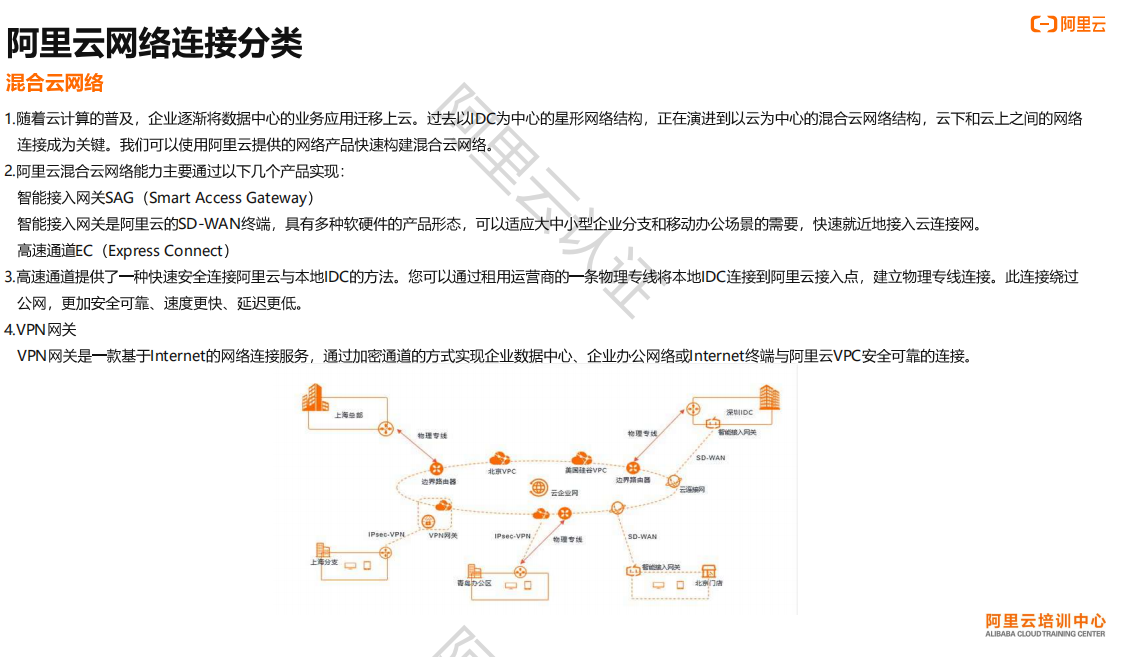 阿里云网络连接分类
阿里云
混合云网络
1.随着云计算的普及，企业逐渐将数据中心的业务应用迁移上云。过去以IDC为中心的星形网络结构，正在演进到以云为中心的混合云网络结构，云下和云上之间的网络
连接成为关键。我们可以使用阿里云提供的网络产品快速构建混合云网络。
2.阿里云混合云网络能力主要通过以下几个产品实现：
智能接入网关SAG（Smart Access Gateway）
智能接入网关是阿里云的SD-WAN终端，具有多种软硬件的产品形态，可以适应大中小型企业分支和移动办公场景的需要，快速就近地接入云连接网。
高速通道EC（Express Connect）
3.高速通道提供了一种快速安全连接阿里云与本地IDC的方法。您可以通过租用运营商的一条物理专线将本地IDC连接到阿里云接入点，建立物理专线连接。此连接绕过
公网，更加安全可靠、速度更快、延迟更低。
4.VPN网关
VPN网关是一款基于Internet的网络连接服务，通过加密通道的方式实现企业数据中心、企业办公网络或Internet终端与阿里云VPC安全可靠的连接。
阿里云认证
上海总部
深圳IDC
智能接入网关
物理专线
物理专线
SD-WAN
北京VPC
美国硅谷VPC
边界路由器
边界路由器
云企业网
云连接网
IPsec-VPN
VPN网关
IPsec-VPN
物理专线
SD-WAN
上海分支
青岛办公区
智能接入网关
北京门店
阿里云培训中心
ALIBABA CLOUD TRAINING CENTER
阿里